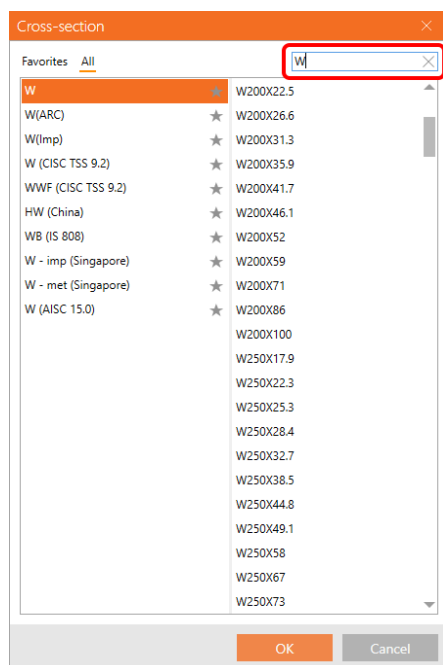 Cross-section
Favorites All
W
W
W(ARC)
W(Imp)
W (CISC TSS 9.2)
WWF (CISC TSS 9.2)
HW (China)
WB (IS 808)
W - imp (Singapore)
W - met (Singapore)
W (AISC 15.0)
W200X22.5
W200X26.6
W200X31.3
W200X35.9
W200X41.7
W200X46.1
W200X52
W200X59
W200X71
W200X86
W200X100
W250X17.9
W250X22.3
W250X25.3
W250X28.4
W250X32.7
W250X38.5
W250X44.8
W250X49.1
W250X58
W250X67
W250X73
OK
Cancel